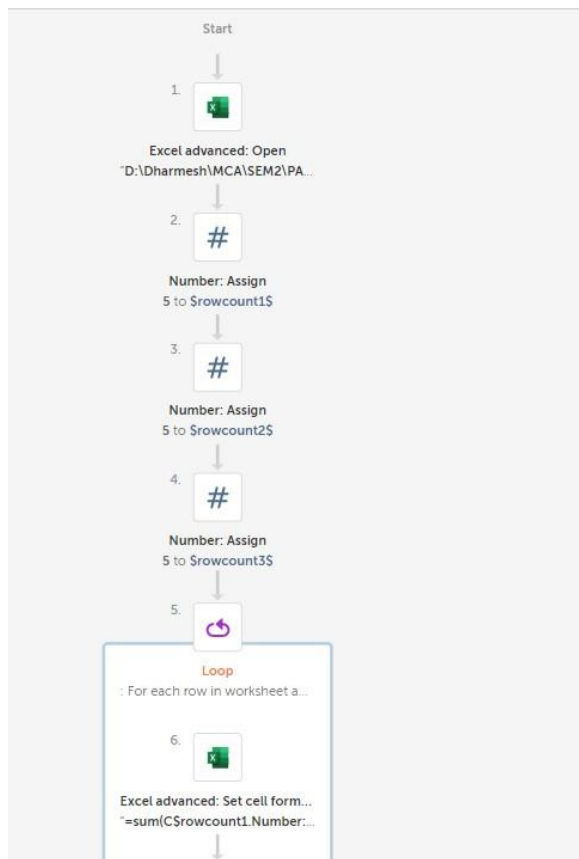 Start
1.
Excel advanced: Open
"D:\Dharmesh\MCA\SEM2\PA...
2.
#
Number: Assign
5 to $rowcount1$
3.
#
Number: Assign
5 to $rowcount2$
4.
#
Number: Assign
5 to $rowcount3$
5.
Loop
: For each row in worksheet a...
6.
Excel advanced: Set cell form...
"=sum(C$rowcount1.Number:...